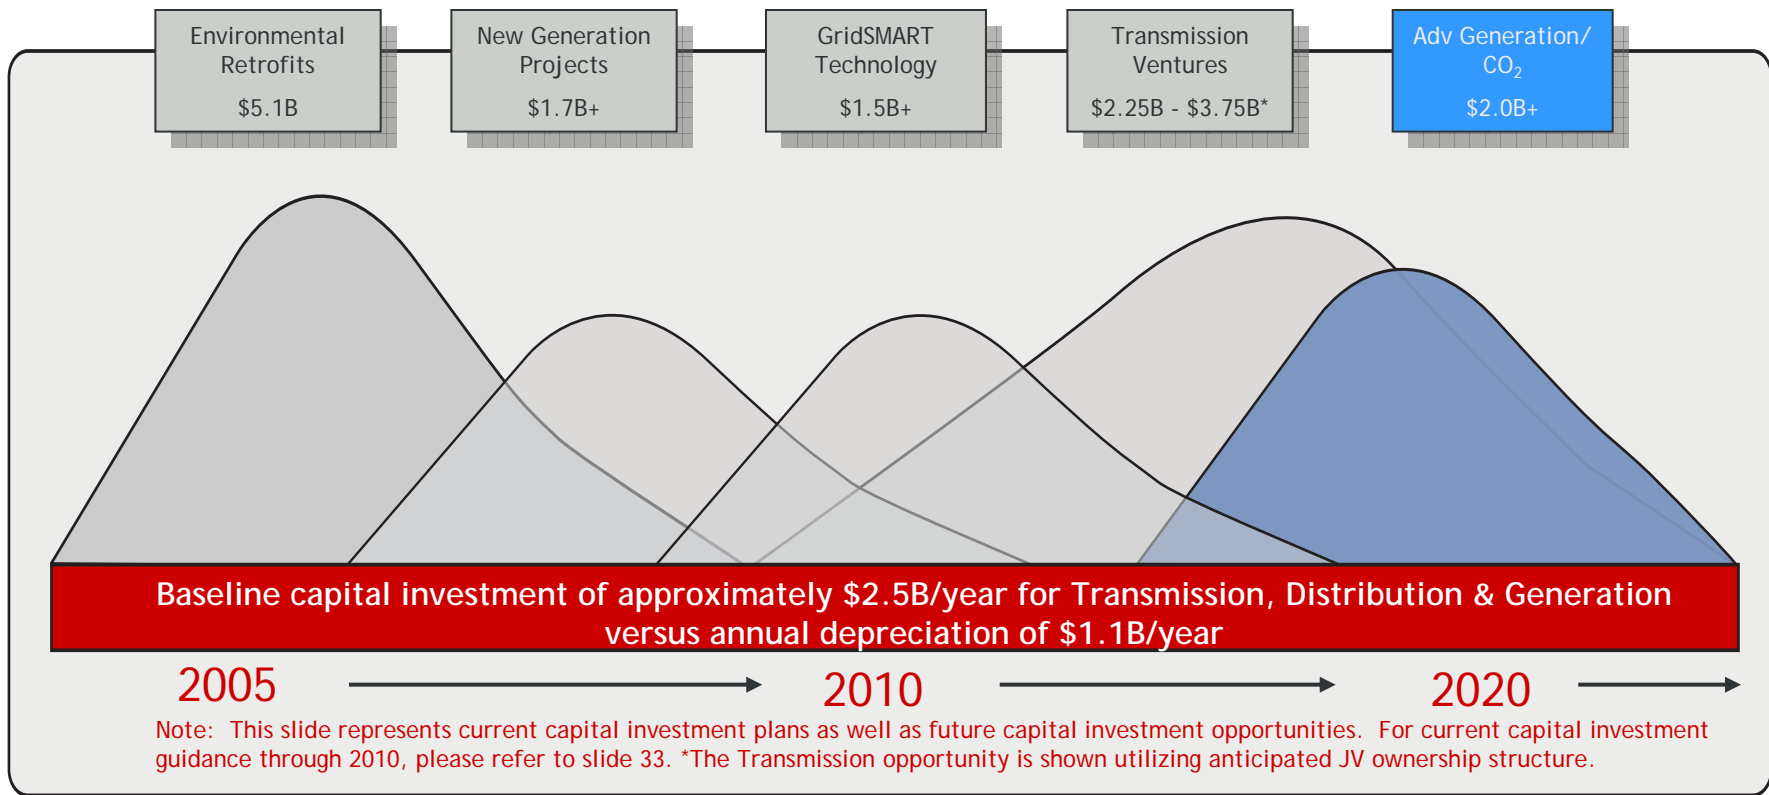 Environmental
Retrofits
$5.1B
New Generation
Projects
$1.7B+
GridSMART
Technology
$1.5B+
Transmission
Ventures
$2.25B - $3.75B*
Adv Generation/
CO₂
$2.0B+
Baseline capital investment of approximately $2.5B/year for Transmission, Distribution & Generation
versus annual depreciation of $1.1B/year
2005
2010
2020
Note:  This slide represents current capital investment plans as well as future capital investment opportunities.  For current capital investment
guidance through 2010, please refer to slide 33. *The Transmission opportunity is shown utilizing anticipated JV ownership structure.